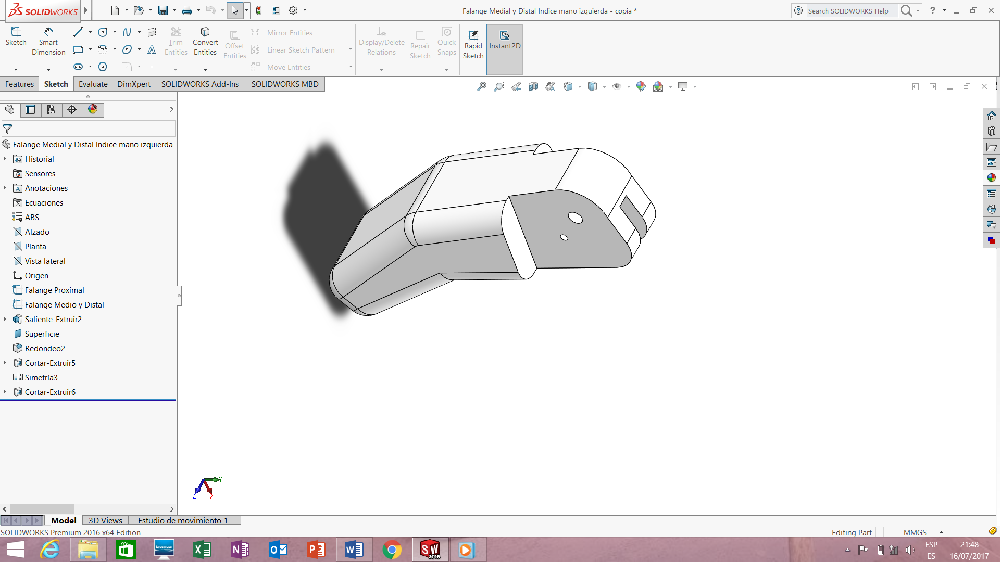 SOLIDWORKS
Falange Medial y Distal Indice mano izquierda - copia *
Search SOLIDWORKS Help
Sketch
Smart Dimension
Trim Entities
Convert Entities
Offset Entities
Mirror Entities
Linear Sketch Pattern
Move Entities
Display/Delete Relations
Repair Sketch
Quick Snaps
Rapid Sketch
Instant2D
Features
Sketch
Evaluate
DimXpert
SOLIDWORKS Add-Ins
SOLIDWORKS MBD
Falange Medial y Distal Indice mano izquierda
Historial
Sensores
Anotaciones
Ecuaciones
ABS
Alzado
Planta
Vista lateral
Origen
Falange Proximal
Falange Medio y Distal
Saliente-Extruir2
Superficie
Redondeo2
Cortar-Extruir5
Simetría3
Cortar-Extruir6
Y
Z
X
Model
3D Views
Estudio de movimiento 1
SOLIDWORKS Premium 2016 x64 Edition
Editing Part
MMGS
SW
2016
ESP
ES
21:48
16/07/2017